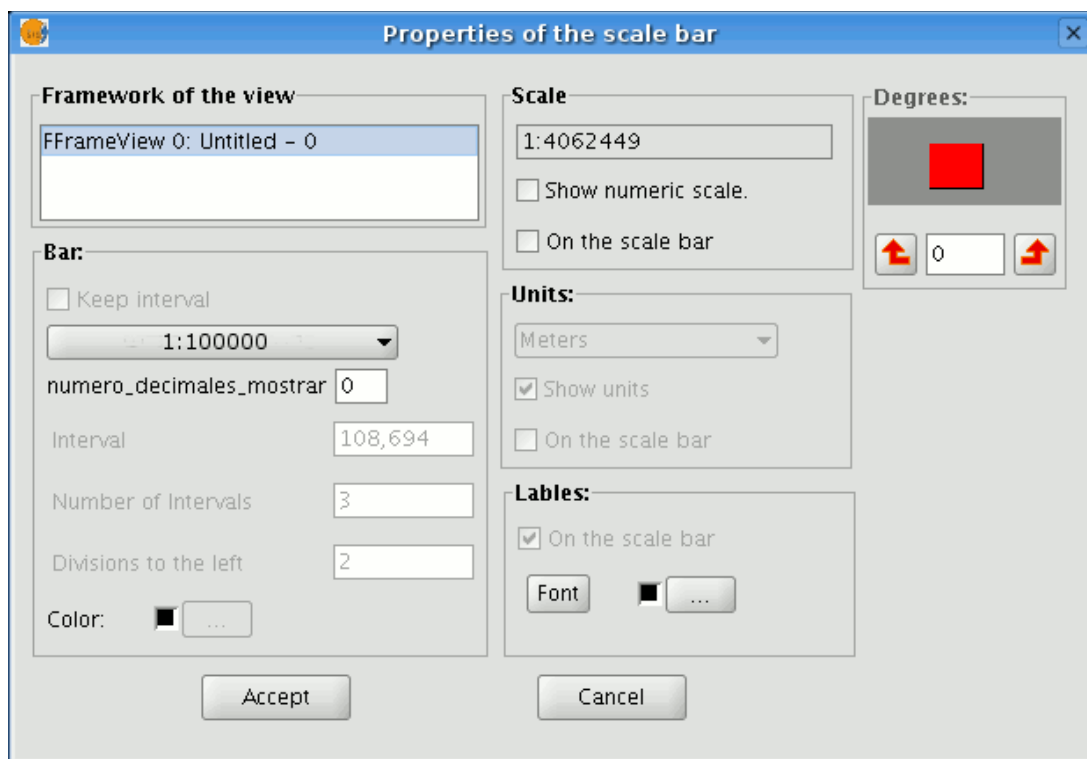 Properties of the scale bar
Framework of the view
FFrameView 0: Untitled - 0
Bar:
Keep interval
1:100000
numero_decimales_mostrar 0
Interval 108,694
Number of Intervals 3
Divisions to the left 2
Color: ...
Scale
1:4062449
Show numeric scale.
On the scale bar
Units:
Meters
Show units
On the scale bar
Lables:
On the scale bar
Font ...
Degrees:
0
Accept
Cancel